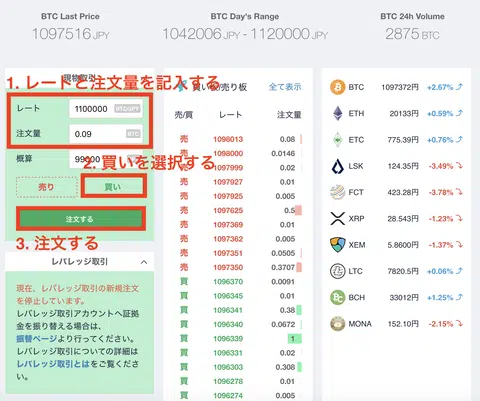 BTC Last Price
1097516 JPY
BTC Day's Range
1042006 JPY - 1120000 JPY
BTC 24h Volume
2875 BTC
現物取引
1. レートと注文量を記入する
レート 1100000 BTC/JPY
注文量 0.09 BTC
概算
2. 買いを選択する
売り 買い
注文する
3. 注文する
レバレッジ取引
現在、レバレッジ取引の新規注文
を停止しています。
レバレッジ取引アカウントへ証拠
金を振り替える場合は、
振替ページより行ってください。
レバレッジ取引についての詳細は
レバレッジ取引とはをご覧くださ
い。
買い板/売り板 全て表示
売/買 レート 注文量
売 1098013 0.08
売 1098000 0.0146
売 1097999 0.02
売 1097927 0.01
売 1097925 0.005
売 1097625 0.5
売 1097369 0.01
売 1097362 0.005
売 1097351 0.0505
売 1097350 0.3707
買 1096370 0.0091
買 1096345 0.01
買 1096341 0.38
買 1096340 0.0672
買 1096339 1
買 1096331 0.02
買 1096303 0.308
買 1096278 0.01
買 1096274 0.005
BTC 1097372円 +2.67%
ETH 20133円 +0.59%
ETC 775.39円 +0.76%
LSK 124.35円 -3.49%
FCT 423.28円 -3.78%
XRP 28.543円 -1.23%
XEM 5.8600円 -1.37%
LTC 7820.5円 +0.06%
BCH 33012円 +1.25%
MONA 152.10円 -2.15%